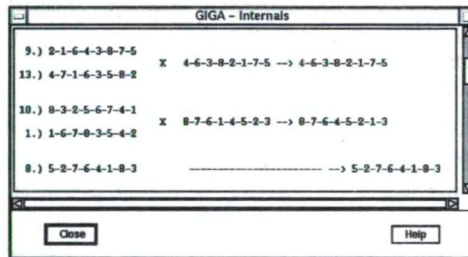 GIGA - Internals
9.) 2-1-6-4-3-8-7-5
X 4-6-3-8-2-1-7-5 --> 4-6-3-8-2-1-7-5
13.) 4-7-1-6-3-5-8-2
10.) 8-3-2-5-6-7-4-1
X 8-7-6-1-4-5-2-3 --> 8-7-6-4-5-2-1-3
1.) 1-6-7-8-3-5-4-2
8.) 5-2-7-6-4-1-8-3 ---------------------- --> 5-2-7-6-4-1-8-3
Close
Help